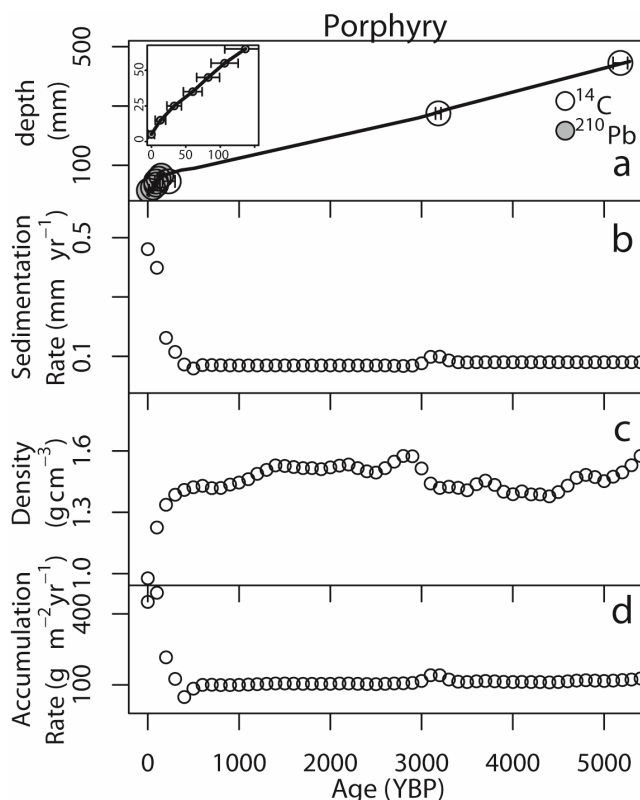 Porphyry
depth
(mm)
500
100
50
25
0
0 50 100
¹⁴C
²¹⁰Pb
a
Sedimentation
Rate (mm yr⁻¹)
0.5
0.1
b
Density
(g cm⁻³)
1.6
1.3
1.0
c
Accumulation
Rate (g m⁻² yr⁻¹)
400
100
d
0 1000 2000 3000 4000 5000
Age (YBP)